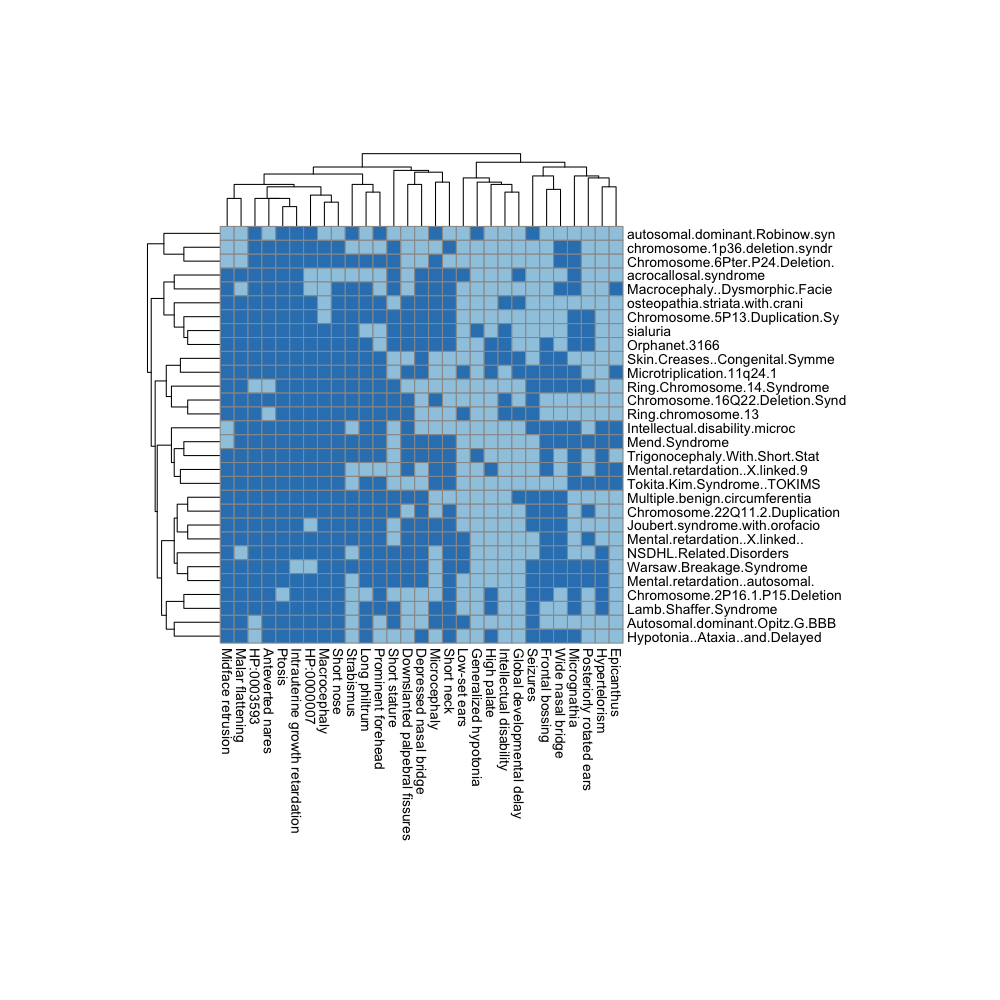 autosomal.dominant.Robinow.syn
chromosome.1p36.deletion.syndr
Chromosome.6Pter.P24.Deletion.
acrocallosal.syndrome
Macrocephaly..Dysmorphic.Facie
osteopathia.striata.with.crani
Chromosome.5P13.Duplication.Sy
sialuria
Orphanet.3166
Skin.Creases..Congenital.Symme
Microtriplication.11q24.1
Ring.Chromosome.14.Syndrome
Chromosome.16Q22.Deletion.Synd
Ring.chromosome.13
Intellectual.disability.microc
Mend.Syndrome
Trigonocephaly.With.Short.Stat
Mental.retardation..X.linked.9
Tokita.Kim.Syndrome..TOKIMS
Multiple.benign.circumferentia
Chromosome.22Q11.2.Duplication
Joubert.syndrome.with.orofacio
Mental.retardation..X.linked..
NSDHL.Related.Disorders
Warsaw.Breakage.Syndrome
Mental.retardation..autosomal.
Chromosome.2P16.1.P15.Deletion
Lamb.Shaffer.Syndrome
Autosomal.dominant.Opitz.G.BBB
Hypotonia..Ataxia..and.Delayed
Midface retrusion
Malar flattening
HP:0003593
Anteverted nares
Ptosis
Intrauterine growth retardation
HP:0000007
Macrocephaly
Short nose
Strabismus
Long philtrum
Prominent forehead
Short stature
Downslanted palpebral fissures
Depressed nasal bridge
Microcephaly
Short neck
Low-set ears
Generalized hypotonia
High palate
Intellectual disability
Global developmental delay
Seizures
Frontal bossing
Wide nasal bridge
Micrognathia
Posteriorly rotated ears
Hypertelorism
Epicanthus